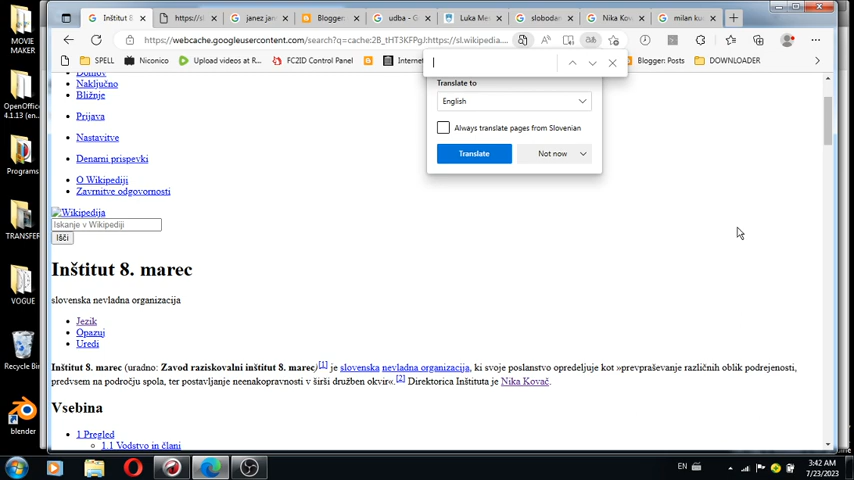 MOVIE MAKER
OpenOffice 4.1.13 (en...
Programs
TRANSFER
VOGUE
Recycle Bin
blender
Inštitut 8.
https://sl
janez jan
Blogger
udba - G
Luka Me
slobodan
Nika Kov
milan ku
https://webcache.googleusercontent.com/search?q=cache:2B_tHT3KFPgJ:https://sl.wikipedia....
SPELL
Niconico
Upload videos at R...
FC2ID Control Panel
Intern
Blogger: Posts
DOWNLOADER
Translate to
English
Always translate pages from Slovenian
Translate
Not now
Domov
Naključno
Bližnje
Prijava
Nastavitve
Denarni prispevki
O Wikipediji
Zavrnitve odgovornosti
Wikipedija
Iskanje v Wikipediji
Išči
Inštitut 8. marec
slovenska nevladna organizacija
Jezik
Opazuj
Uredi
Inštitut 8. marec (uradno: Zavod raziskovalni inštitut 8. marec)[1] je slovenska nevladna organizacija, ki svoje poslanstvo opredeljuje kot »prevpraševanje različnih oblik podrejenosti,
predvsem na področju spola, ter postavljanje neenakopravnosti v širši družben okvir«.[2] Direktorica Inštituta je Nika Kovač.
Vsebina
1 Pregled
1.1 Vodstvo in člani
EN
3:42 AM
7/23/2023